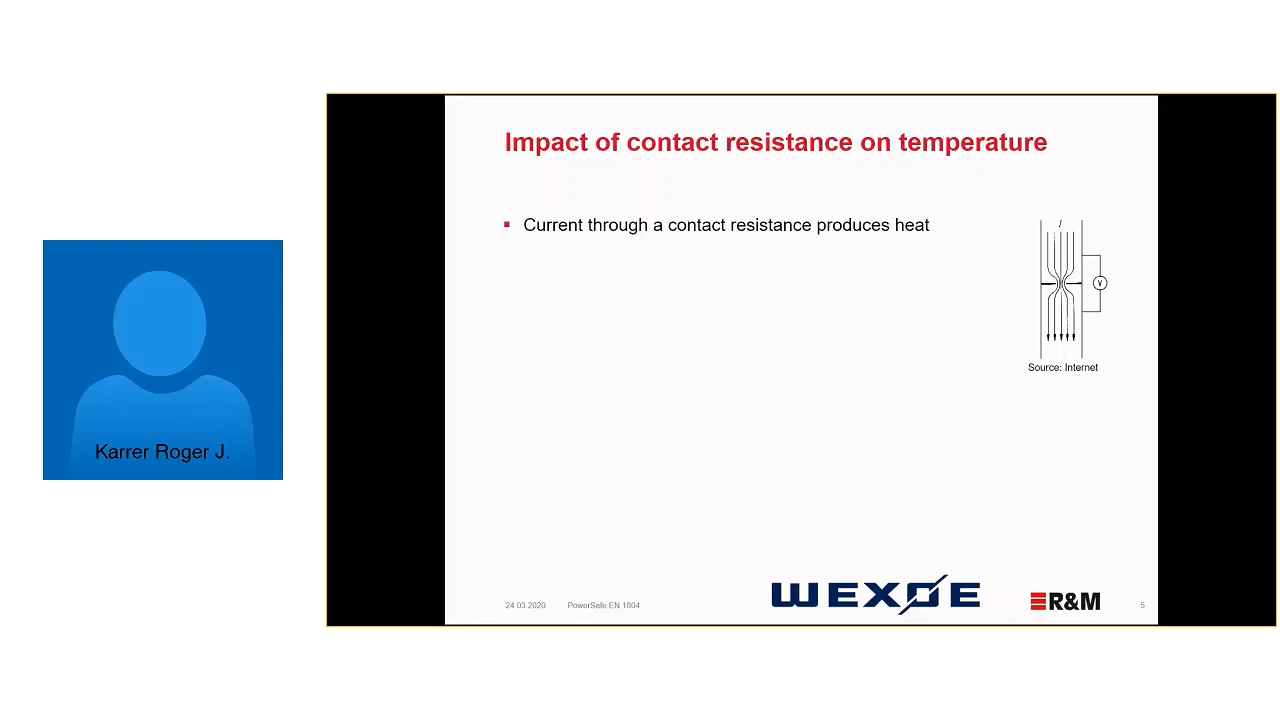 Impact of contact resistance on temperature
Current through a contact resistance produces heat
I
V
Source: Internet
Karrer Roger J.
24.03.2020 PowerSafe EN 1804
WEXØE
R&M
5